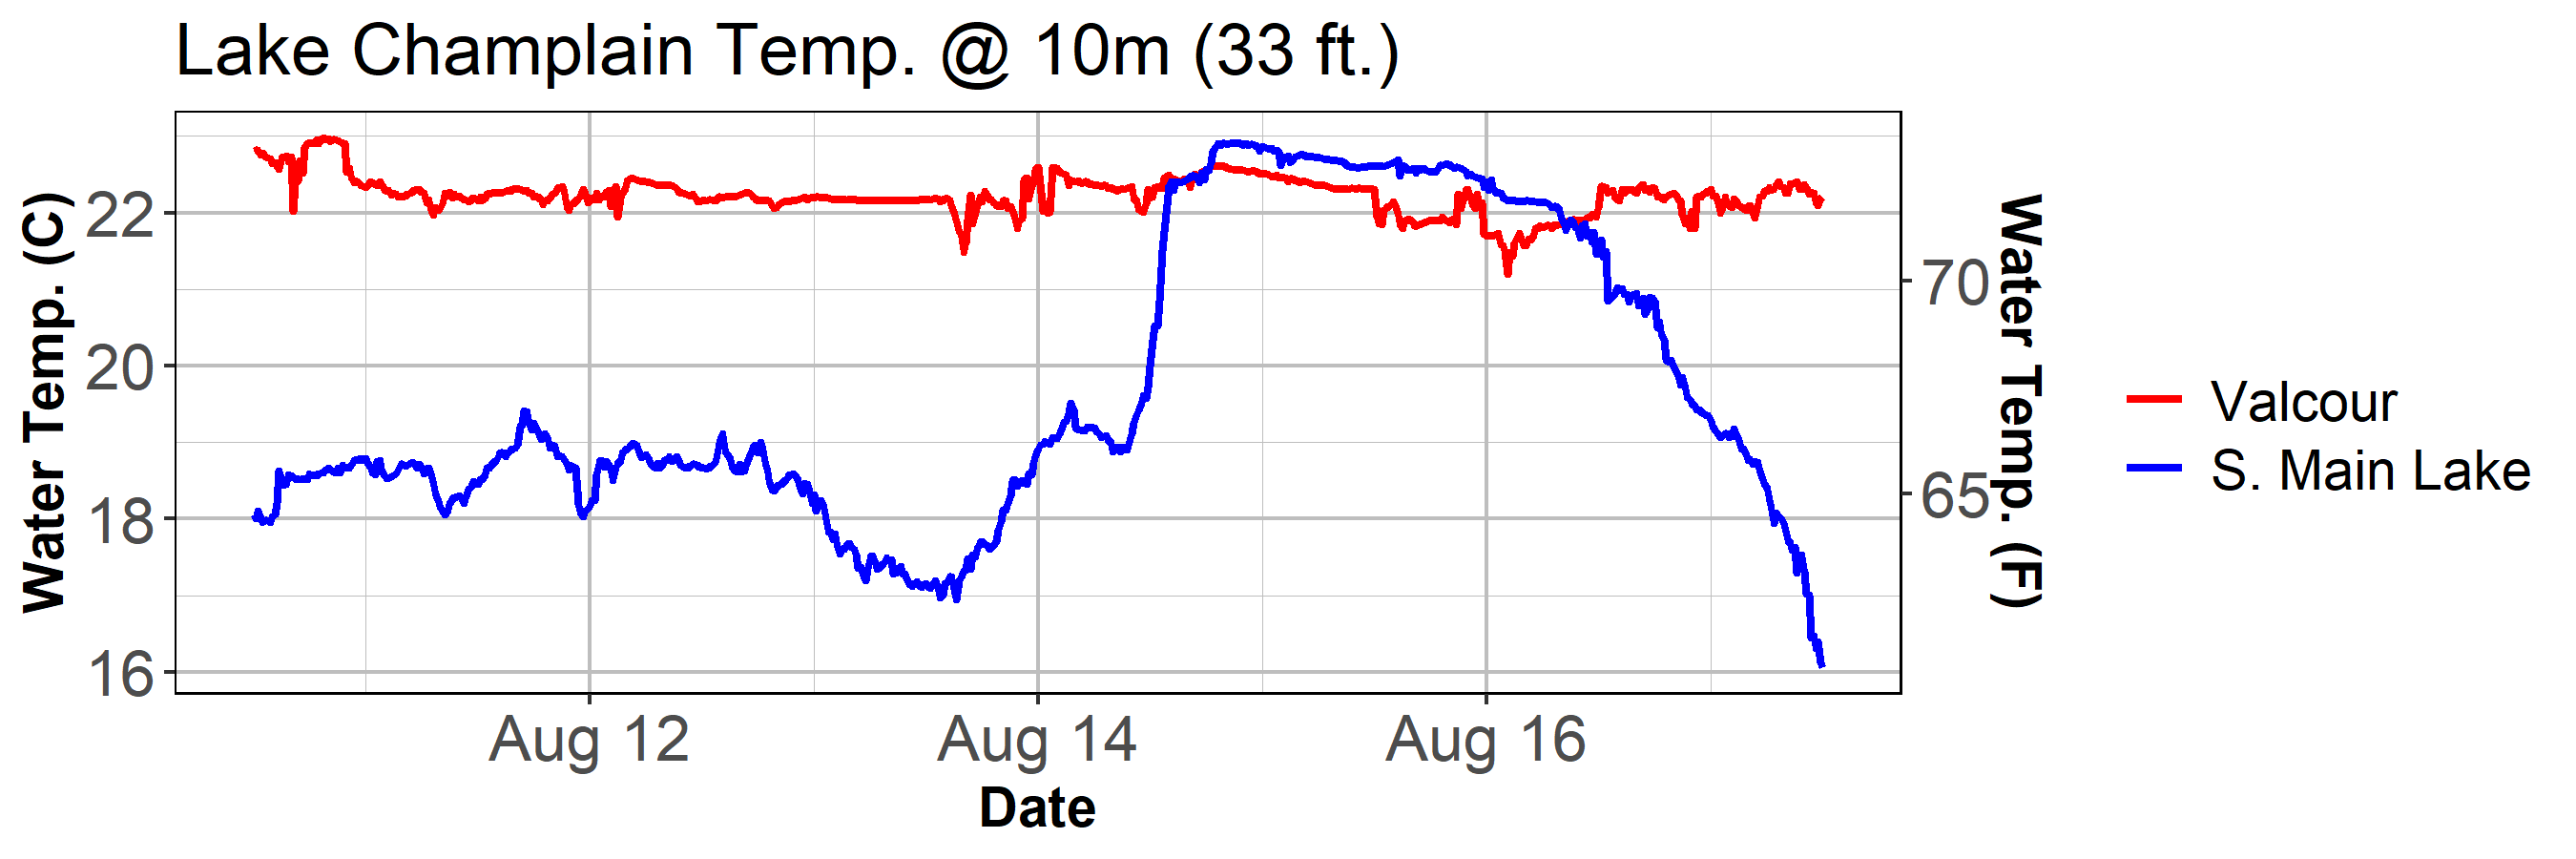 Lake Champlain Temp. @ 10m (33 ft.)
Water Temp. (C)
22
20
18
16
70
65
Water Temp. (F)
Aug 12
Aug 14
Aug 16
Date
Valcour
S. Main Lake